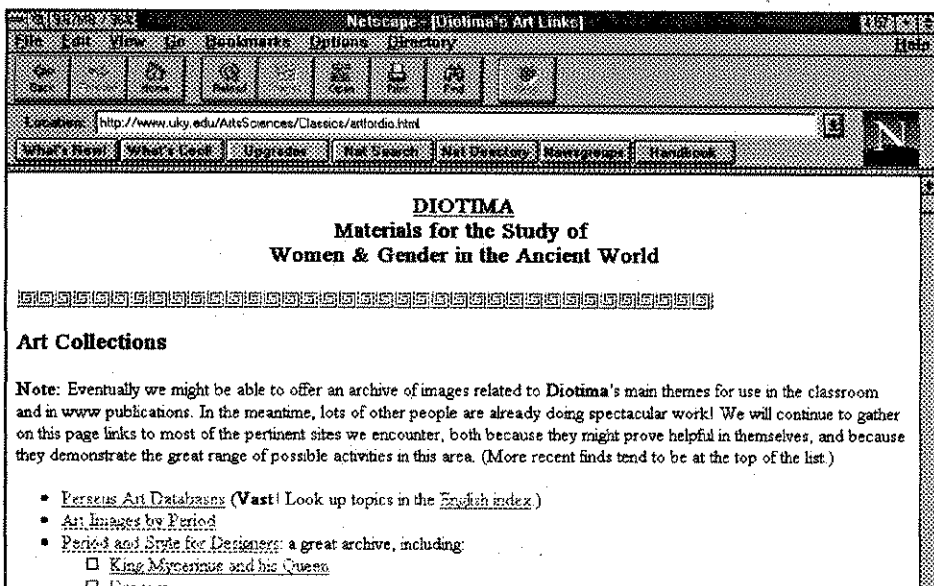 Netscape - [Diotima's Art Links]
File Edit View Go Bookmarks Options Directory Help
Back Home Reload Open Print Find
Location: http://www.uky.edu/ArtsSciences/Classics/artfordio.html
What's New! What's Cool! Upgrades Net Search Net Directory Newsgroups Handbook
DIOTIMA
Materials for the Study of
Women & Gender in the Ancient World
Art Collections
Note: Eventually we might be able to offer an archive of images related to Diotima's main themes for use in the classroom
and in www publications. In the meantime, lots of other people are already doing spectacular work! We will continue to gather
on this page links to most of the pertinent sites we encounter, both because they might prove helpful in themselves, and because
they demonstrate the great range of possible activities in this area. (More recent finds tend to be at the top of the list.)
Perseus Art Databases (Vast! Look up topics in the English index.)
Art Images by Period
Period and Style for Designers: a great archive, including:
King Mycerinus and his Queen